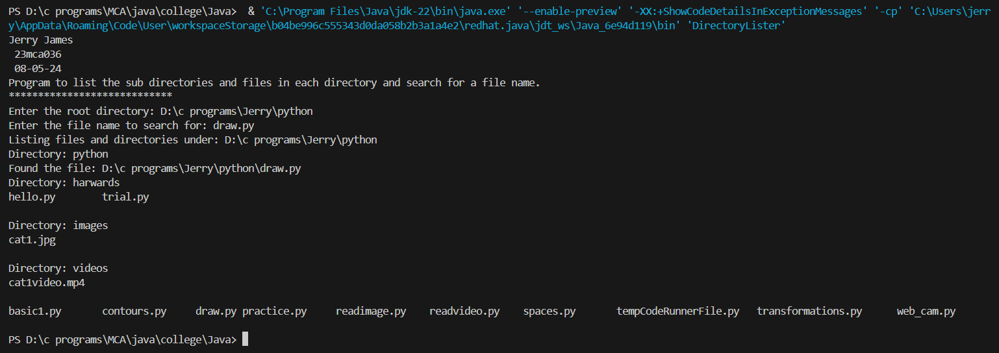 PS D:\c programs\MCA\java\college\Java>  & 'C:\Program Files\Java\jdk-22\bin\java.exe' '--enable-preview' '-XX:+ShowCodeDetailsInExceptionMessages' '-cp' 'C:\Users\jerr
y\AppData\Roaming\Code\User\workspaceStorage\b04be996c555343d0da058b2b3a1a4e2\redhat.java\jdt_ws\Java_6e94d119\bin' 'DirectoryLister'
Jerry James
 23mca036
 08-05-24
Program to list the sub directories and files in each directory and search for a file name.
****************************
Enter the root directory: D:\c programs\Jerry\python
Enter the file name to search for: draw.py
Listing files and directories under: D:\c programs\Jerry\python
Directory: python
Found the file: D:\c programs\Jerry\python\draw.py
Directory: harwards
hello.py        trial.py

Directory: images
cat1.jpg

Directory: videos
cat1video.mp4

basic1.py       contours.py     draw.py practice.py     readimage.py    readvideo.py    spaces.py       tempCodeRunnerFile.py   transformations.py      web_cam.py

PS D:\c programs\MCA\java\college\Java>